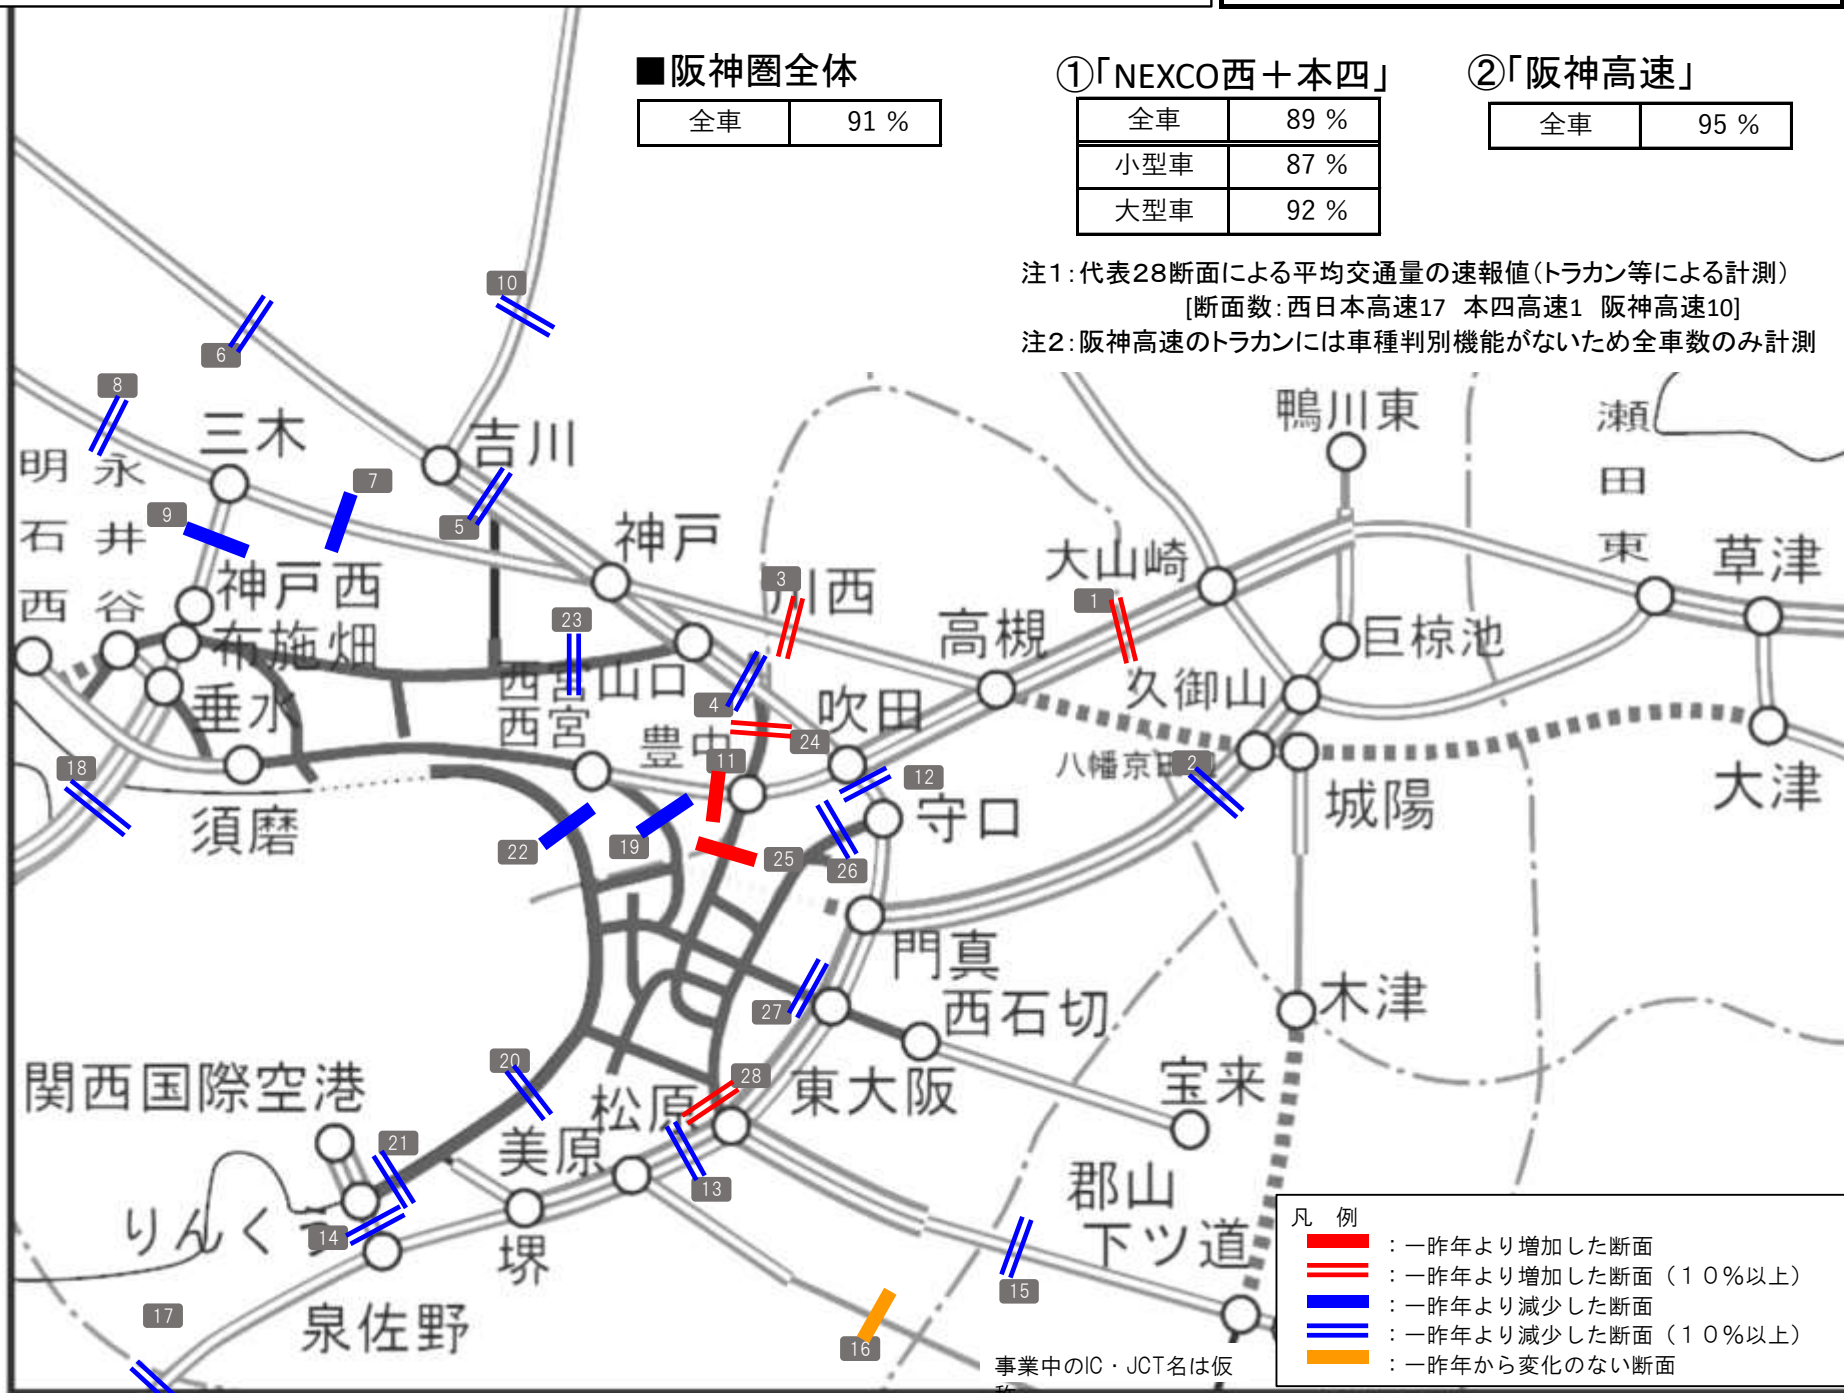 ■阪神圏全体
全車 91 %
①「NEXCO西＋本四」
全車 89 %
小型車 87 %
大型車 92 %
②「阪神高速」
全車 95 %
注1：代表28断面による平均交通量の速報値（トラカン等による計測）
[断面数：西日本高速17 本四高速1 阪神高速10]
注2：阪神高速のトラカンには車種判別機能がないため全車数のみ計測
10
6
8
三木
吉川
鴨川東
瀬田東
明石西
永井谷
7
9
5
神戸
大山崎
草津
神戸西
布施畑
3
川西
1
高槻
23
巨椋池
久御山
西宮山口
西宮
4
吹田
垂水
豊中
24
11
八幡京田
2
18
12
守口
城陽
大津
須磨
22
19
25
26
門真
27
西石切
木津
関西国際空港
20
松原
28
東大阪
宝来
21
美原
13
郡山
下ツ道
りんくう
14
堺
15
17
泉佐野
16
事業中のIC・JCT名は仮
凡 例
：一昨年より増加した断面
：一昨年より増加した断面（１０％以上）
：一昨年より減少した断面
：一昨年より減少した断面（１０％以上）
：一昨年から変化のない断面